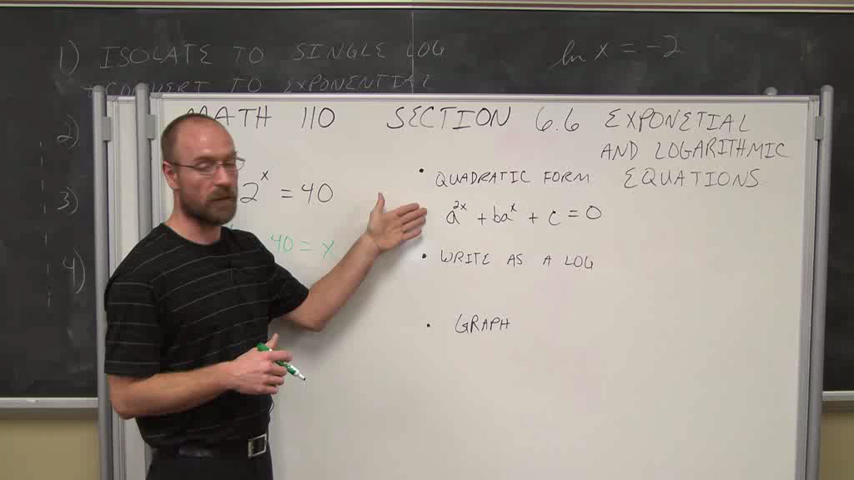 1) ISOLATE TO SINGLE LOG
ln x = -2
CONVERT TO EXPONENTIAL
2)
3)
4)
MATH 110
SECTION 6.6 EXPONETIAL
AND LOGARITHMIC
EQUATIONS
2^x = 40
40 = x
• QUADRATIC FORM
a^2x + ba^x + c = 0
• WRITE AS A LOG
• GRAPH